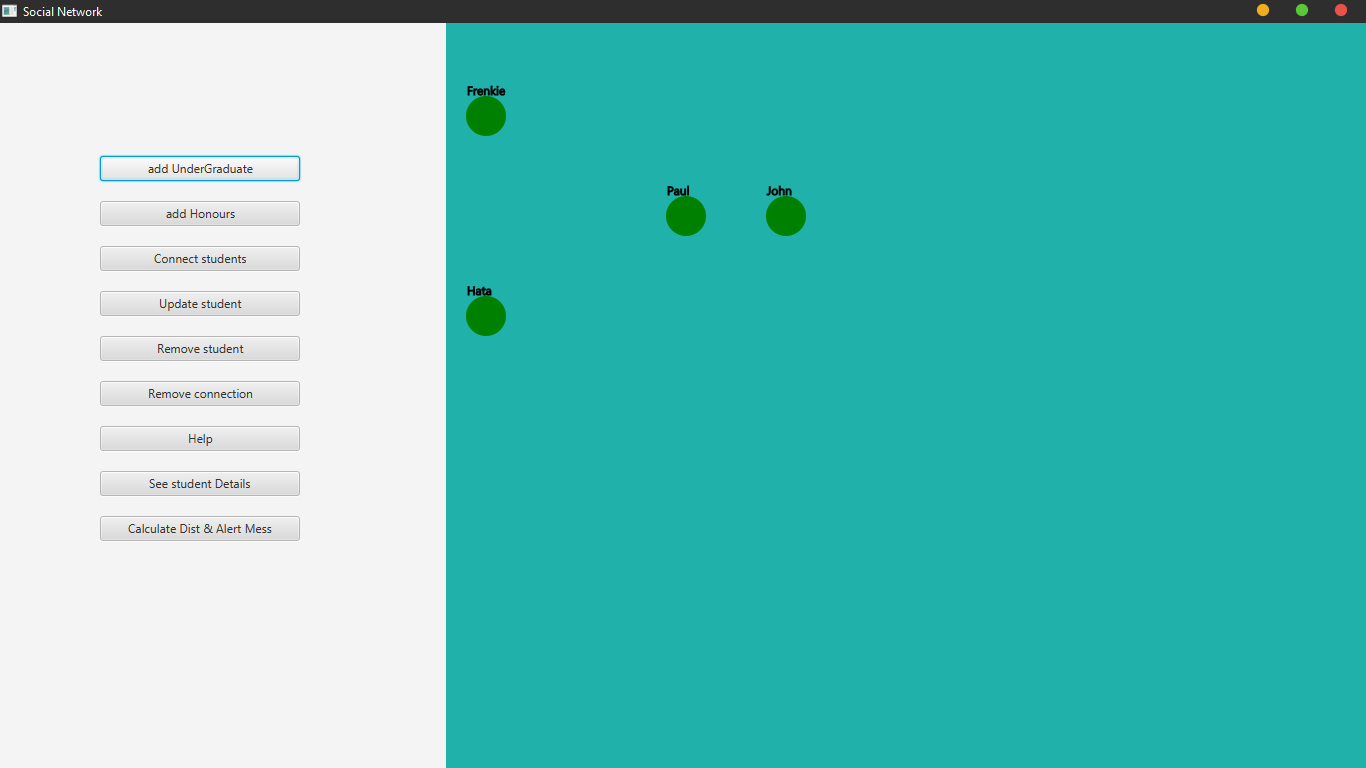 Social Network
add UnderGraduate
add Honours
Connect students
Update student
Remove student
Remove connection
Help
See student Details
Calculate Dist & Alert Mess
Frenkie
Paul
John
Hata